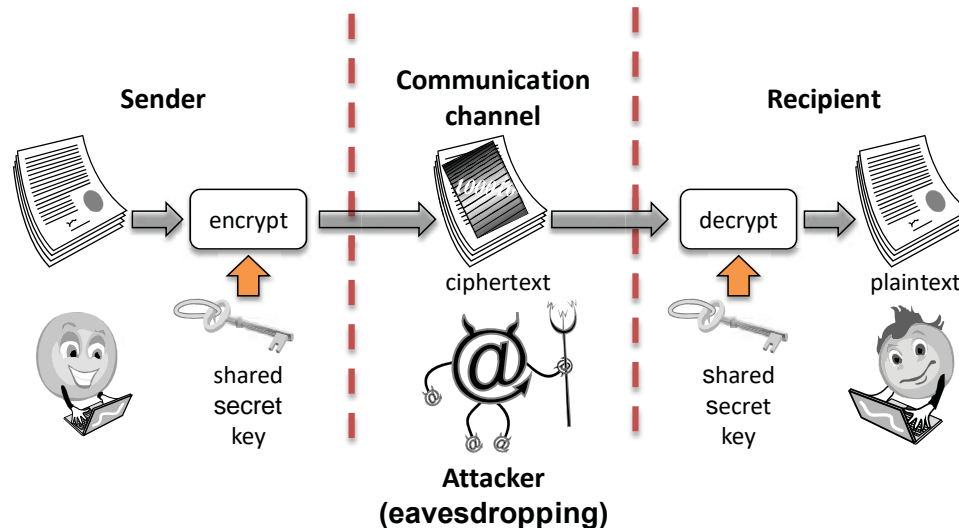 Sender
Communication
channel
Recipient
encrypt
decrypt
ciphertext
plaintext
shared
secret
key
@
@
@
@
@
shared
secret
key
Attacker
(eavesdropping)